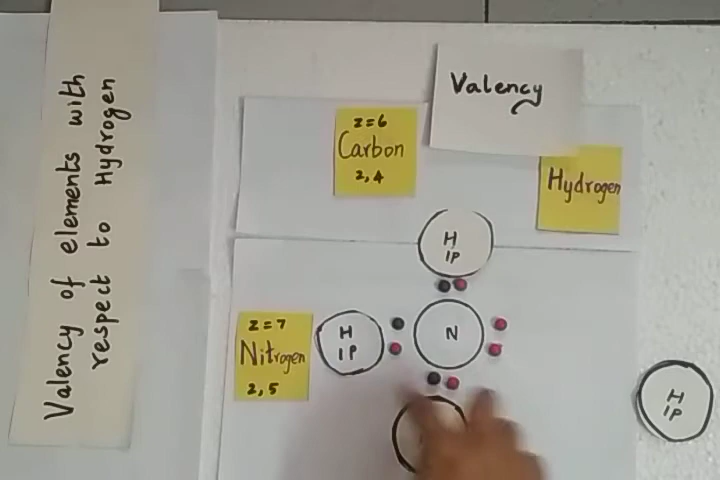 Valency of elements with
respect to Hydrogen
Valency
z=6
Carbon
2,4
Hydrogen
H
1P
z=7
Nitrogen
2,5
H
1P
N
H
1P